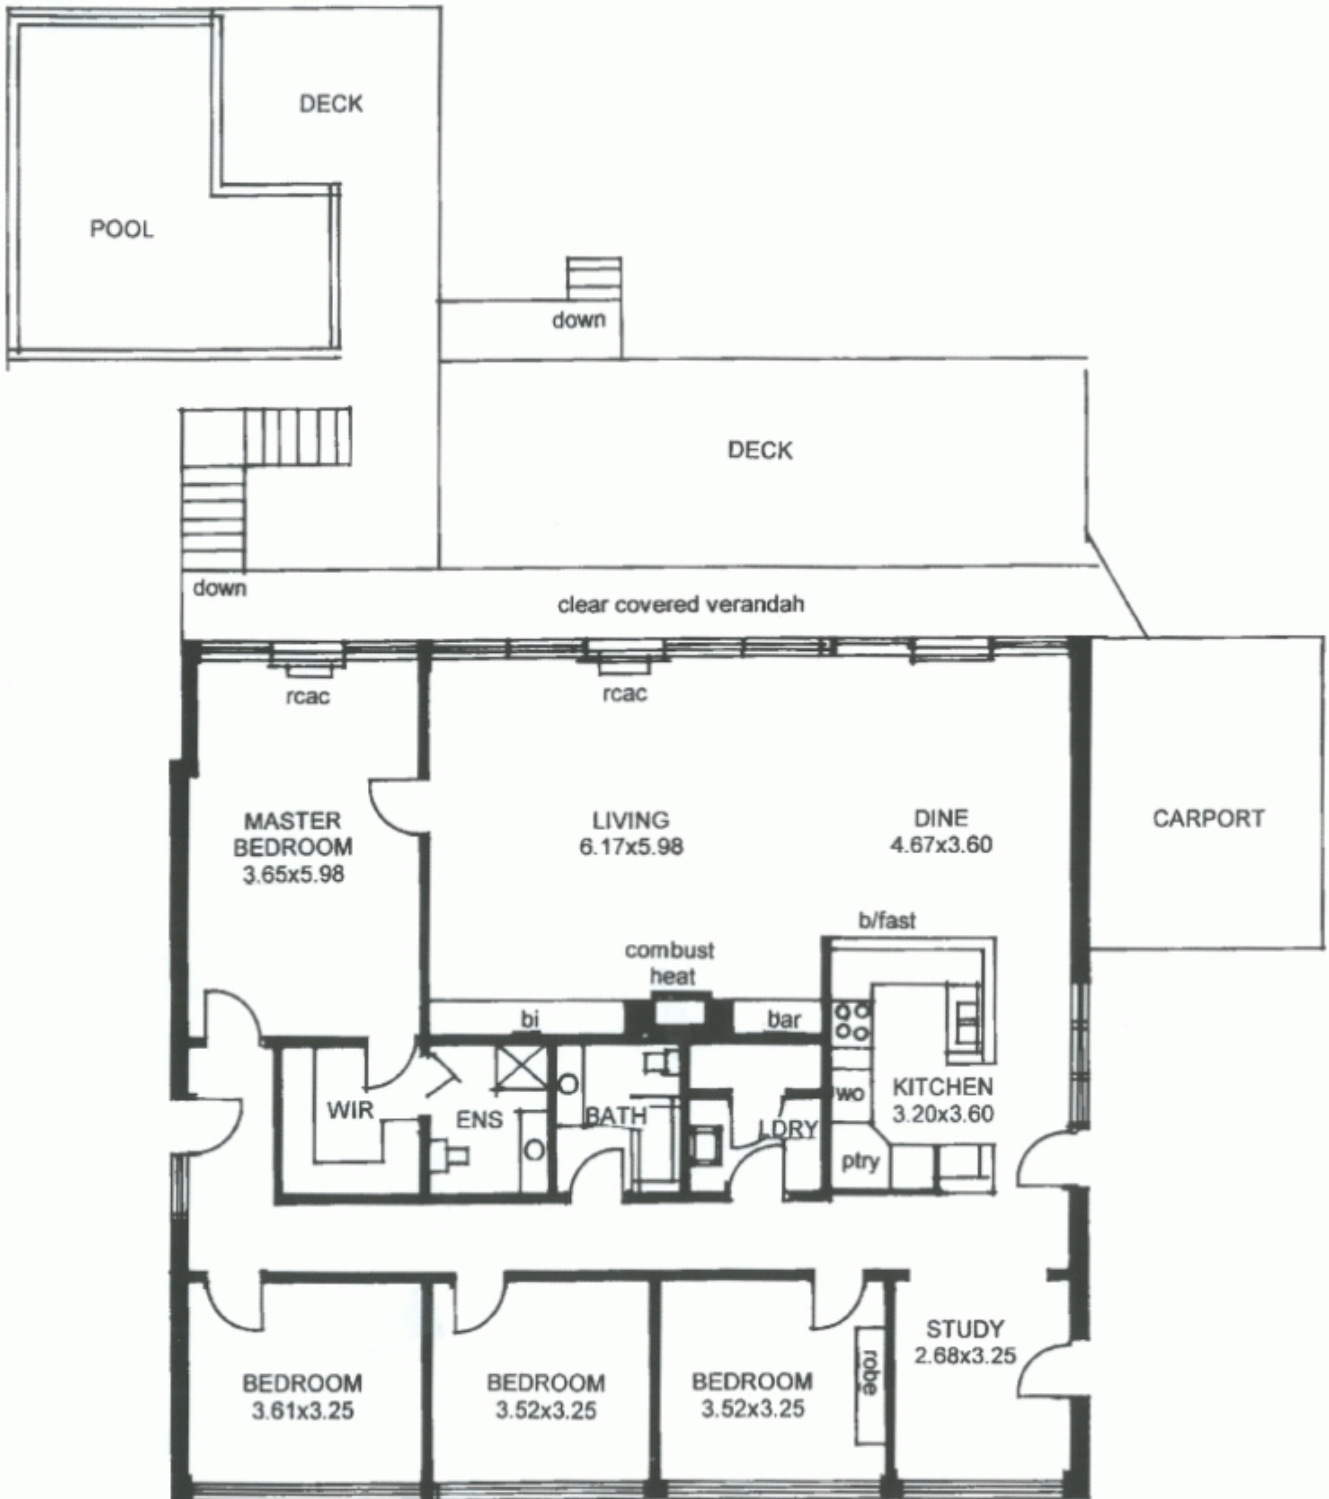 DECK
POOL
down
DECK
down
clear covered verandah
rcac
rcac
MASTER
BEDROOM
3.65x5.98
LIVING
6.17x5.98
DINE
4.67x3.60
CARPORT
b/fast
combust
heat
bi
bar
WIR
ENS
BATH
LDRY
wo
KITCHEN
3.20x3.60
ptry
BEDROOM
3.61x3.25
BEDROOM
3.52x3.25
BEDROOM
3.52x3.25
robe
STUDY
2.68x3.25